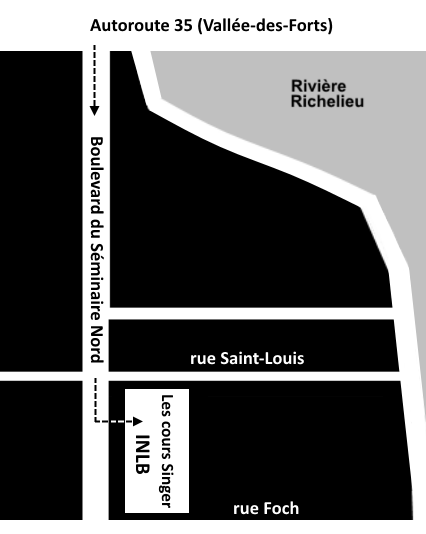 Autoroute 35 (Vallée-des-Forts)
Rivière
Richelieu
Boulevard du Séminaire Nord
rue Saint-Louis
Les cours Singer
INLB
rue Foch